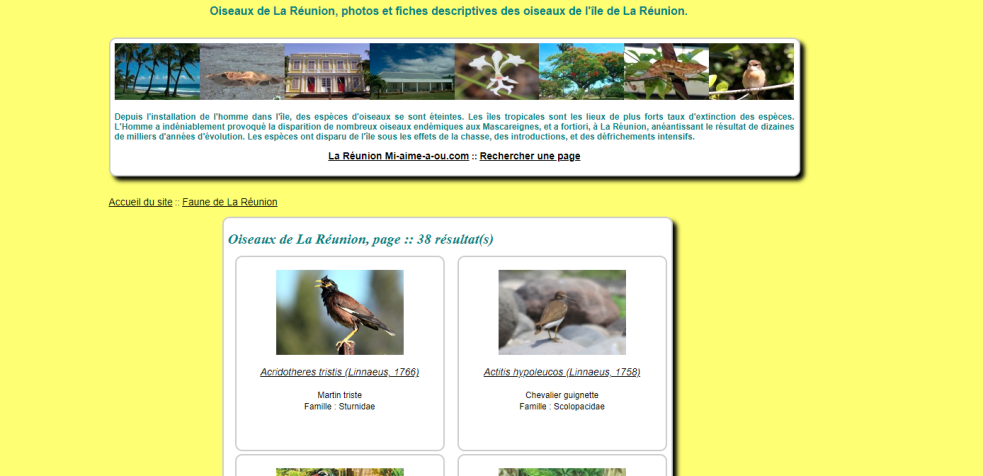 Oiseaux de La Réunion, photos et fiches descriptives des oiseaux de l'île de La Réunion.
Depuis l'installation de l'homme dans l'île, des espèces d'oiseaux se sont éteintes. Les îles tropicales sont les lieux de plus forts taux d'extinction des espèces.
L'Homme a indéniablement provoqué la disparition de nombreux oiseaux endémiques aux Mascareignes, et a fortiori, à La Réunion, anéantissant le résultat de dizaines
de milliers d'années d'évolution. Les espèces ont disparu de l'île sous les effets de la chasse, des introductions, et des défrichements intensifs.
La Réunion Mi-aime-a-ou.com :: Rechercher une page
Accueil du site :: Faune de La Réunion
Oiseaux de La Réunion, page :: 38 résultat(s)
Acridotheres tristis (Linnaeus, 1766)
Martin triste
Famille : Sturnidae
Actitis hypoleucos (Linnaeus, 1758)
Chevalier guignette
Famille : Scolopacidae